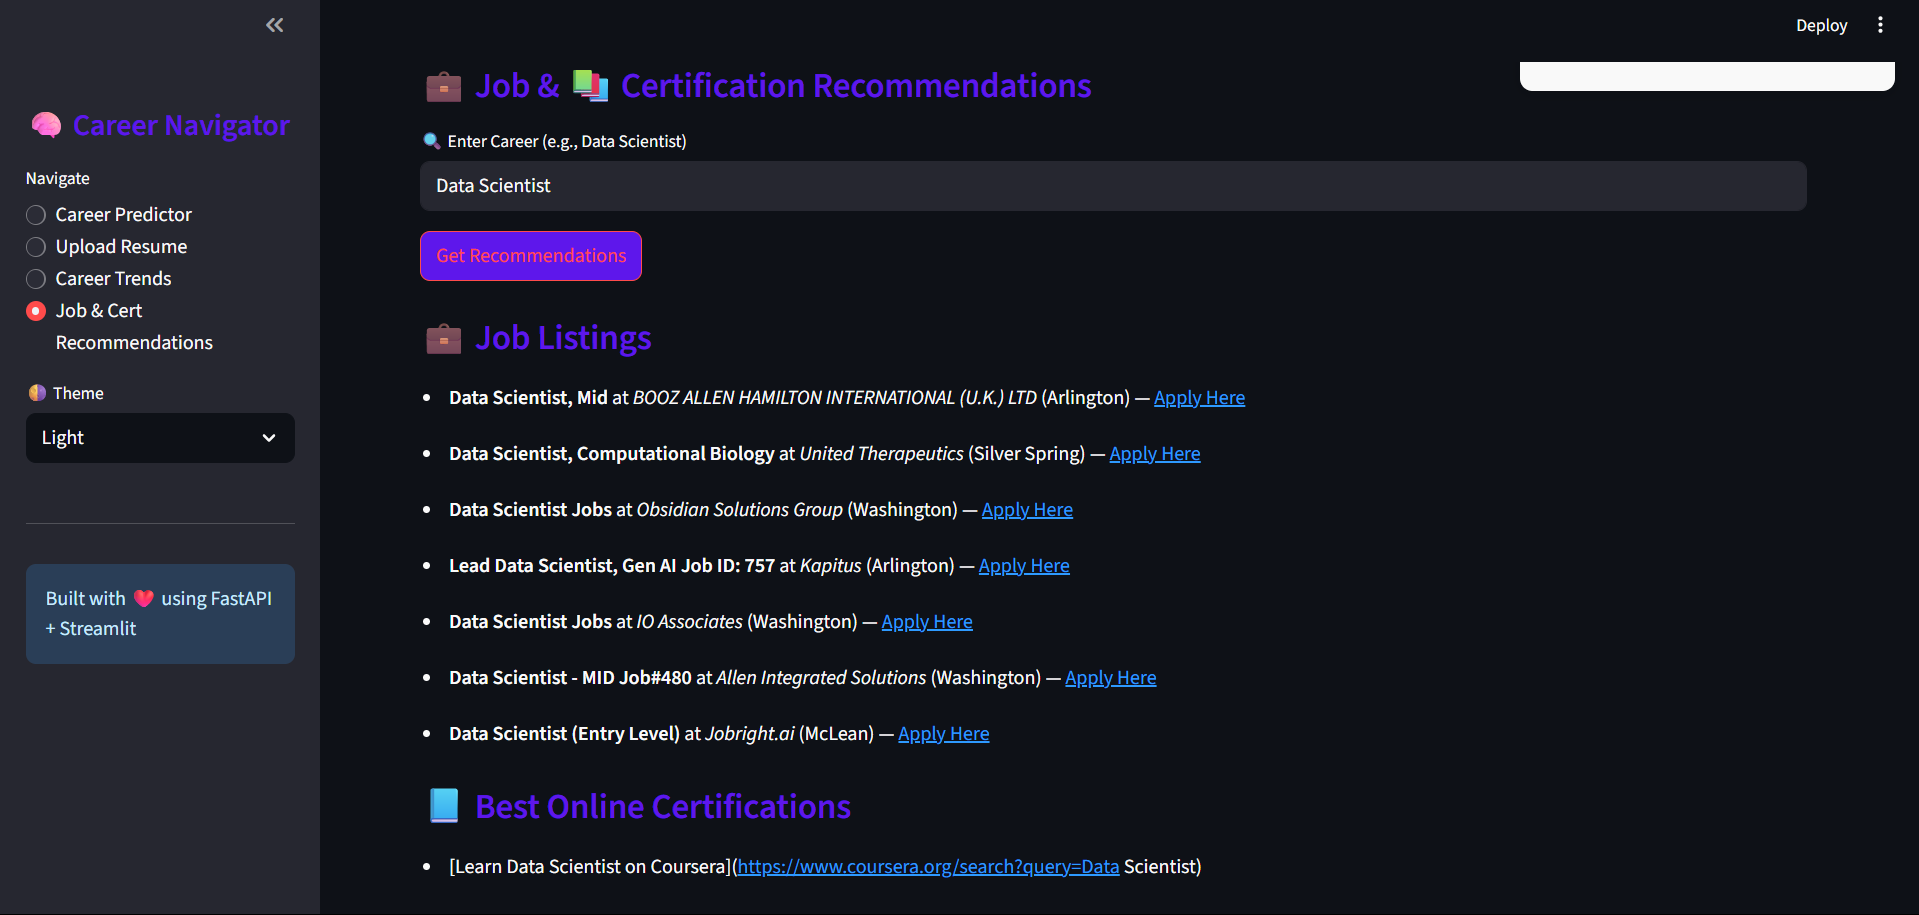 Deploy
🧠 Career Navigator
Navigate
Career Predictor
Upload Resume
Career Trends
Job & Cert
Recommendations
Theme
Light
Built with ❤️ using FastAPI
+ Streamlit
💼 Job & 📚 Certification Recommendations
🔍 Enter Career (e.g., Data Scientist)
Data Scientist
Get Recommendations
💼 Job Listings
• Data Scientist, Mid at BOOZ ALLEN HAMILTON INTERNATIONAL (U.K.) LTD (Arlington) — Apply Here
• Data Scientist, Computational Biology at United Therapeutics (Silver Spring) — Apply Here
• Data Scientist Jobs at Obsidian Solutions Group (Washington) — Apply Here
• Lead Data Scientist, Gen AI Job ID: 757 at Kapitus (Arlington) — Apply Here
• Data Scientist Jobs at IO Associates (Washington) — Apply Here
• Data Scientist - MID Job#480 at Allen Integrated Solutions (Washington) — Apply Here
• Data Scientist (Entry Level) at Jobright.ai (McLean) — Apply Here
📘 Best Online Certifications
• [Learn Data Scientist on Coursera](https://www.coursera.org/search?query=Data Scientist)